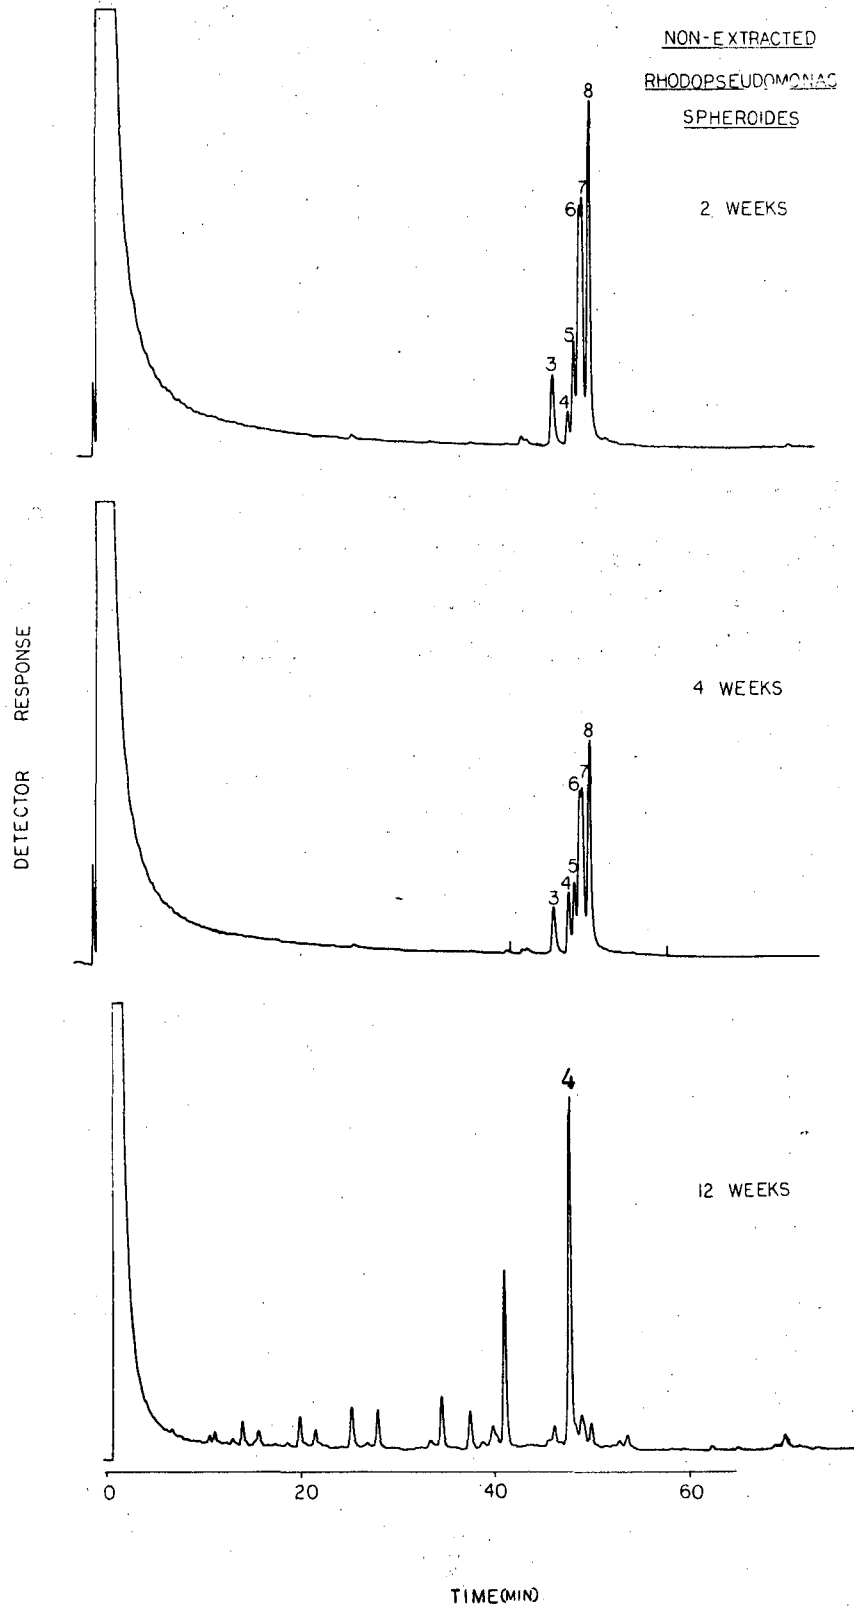 NON-EXTRACTED
RHODOPSEUDOMONAS
SPHEROIDES
8
7
6
2 WEEKS
5
3
4
DETECTOR RESPONSE
4 WEEKS
8
7
6
5
4
3
4
12 WEEKS
0 20 40 60
TIME(MIN)